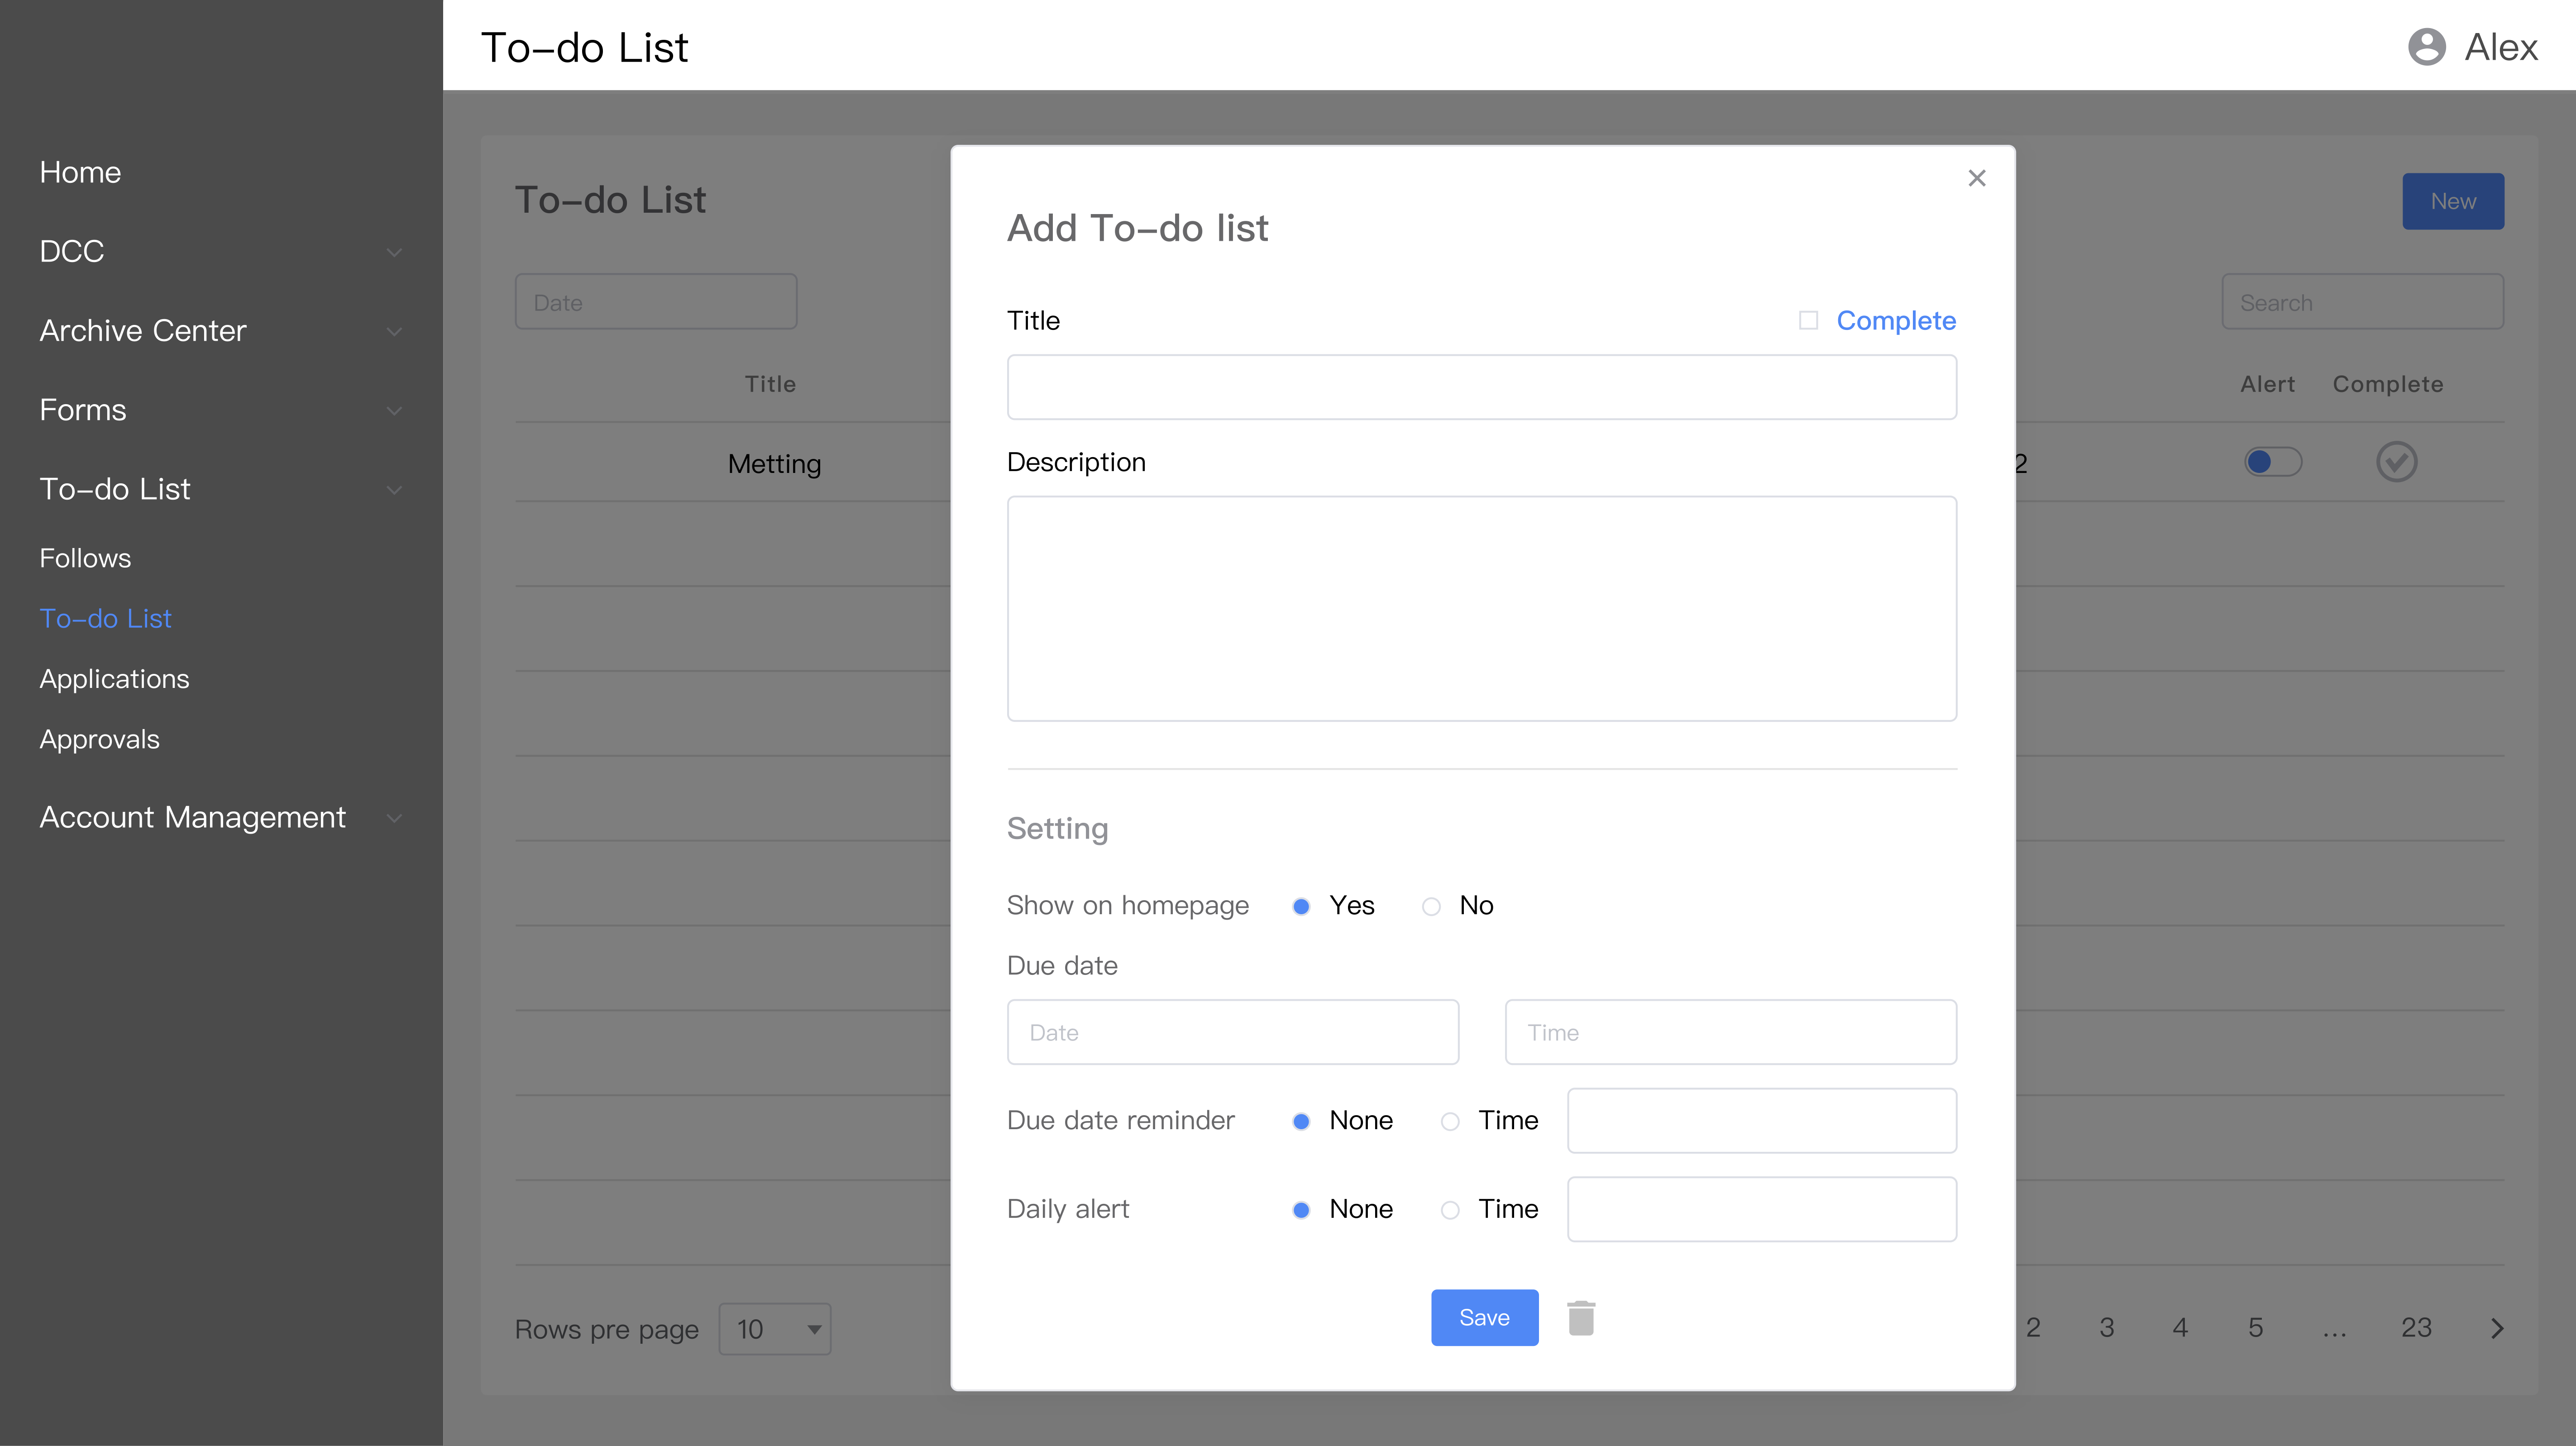 To-do List
Alex
Home
DCC
Archive Center
Forms
To-do List
Follows
To-do List
Applications
Approvals
Account Management
To-do List
New
Date
Search
Title
Alert
Complete
Metting
2
Add To-do list
Title
Complete
Description
Setting
Show on homepage
Yes
No
Due date
Date
Time
Due date reminder
None
Time
Daily alert
None
Time
Save
Rows pre page
10
2
3
4
5
...
23